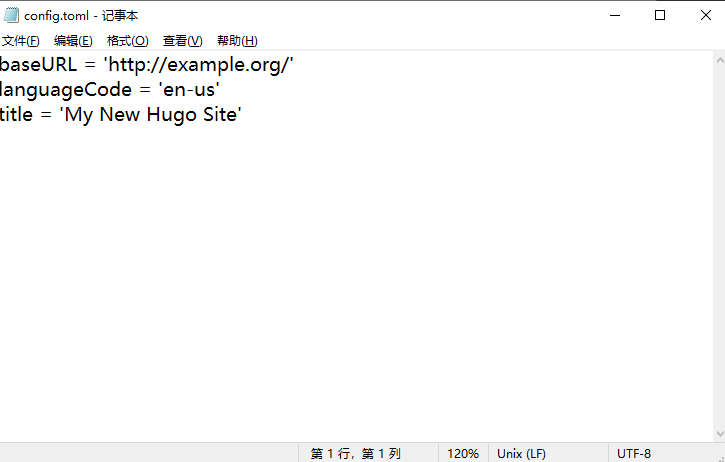 config.toml - 记事本
文件(F) 编辑(E) 格式(O) 查看(V) 帮助(H)
baseURL = 'http://example.org/'
languageCode = 'en-us'
title = 'My New Hugo Site'
第 1 行，第 1 列 120% Unix (LF) UTF-8